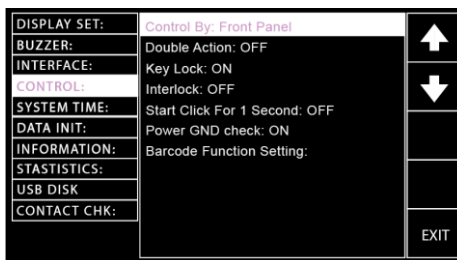 DISPLAY SET:
BUZZER:
INTERFACE:
CONTROL:
SYSTEM TIME:
DATA INIT:
INFORMATION:
STASTISTICS:
USB DISK
CONTACT CHK:
Control By: Front Panel
Double Action: OFF
Key Lock: ON
Interlock: OFF
Start Click For 1 Second: OFF
Power GND check: ON
Barcode Function Setting:
EXIT